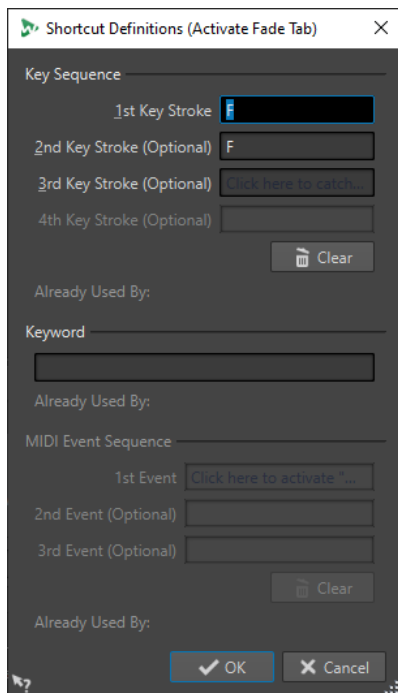 Shortcut Definitions (Activate Fade Tab)
Key Sequence
1st Key Stroke F
2nd Key Stroke (Optional) F
3rd Key Stroke (Optional) Click here to catch...
4th Key Stroke (Optional)
Clear
Already Used By:
Keyword
Already Used By:
MIDI Event Sequence
1st Event Click here to activate "...
2nd Event (Optional)
3rd Event (Optional)
Clear
Already Used By:
OK Cancel